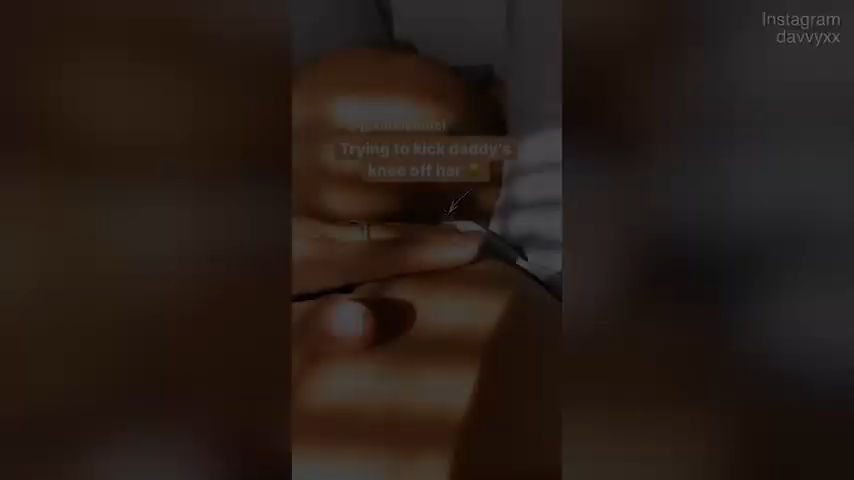 Instagram
davvyxx
Trying to kick daddy's
knee off her